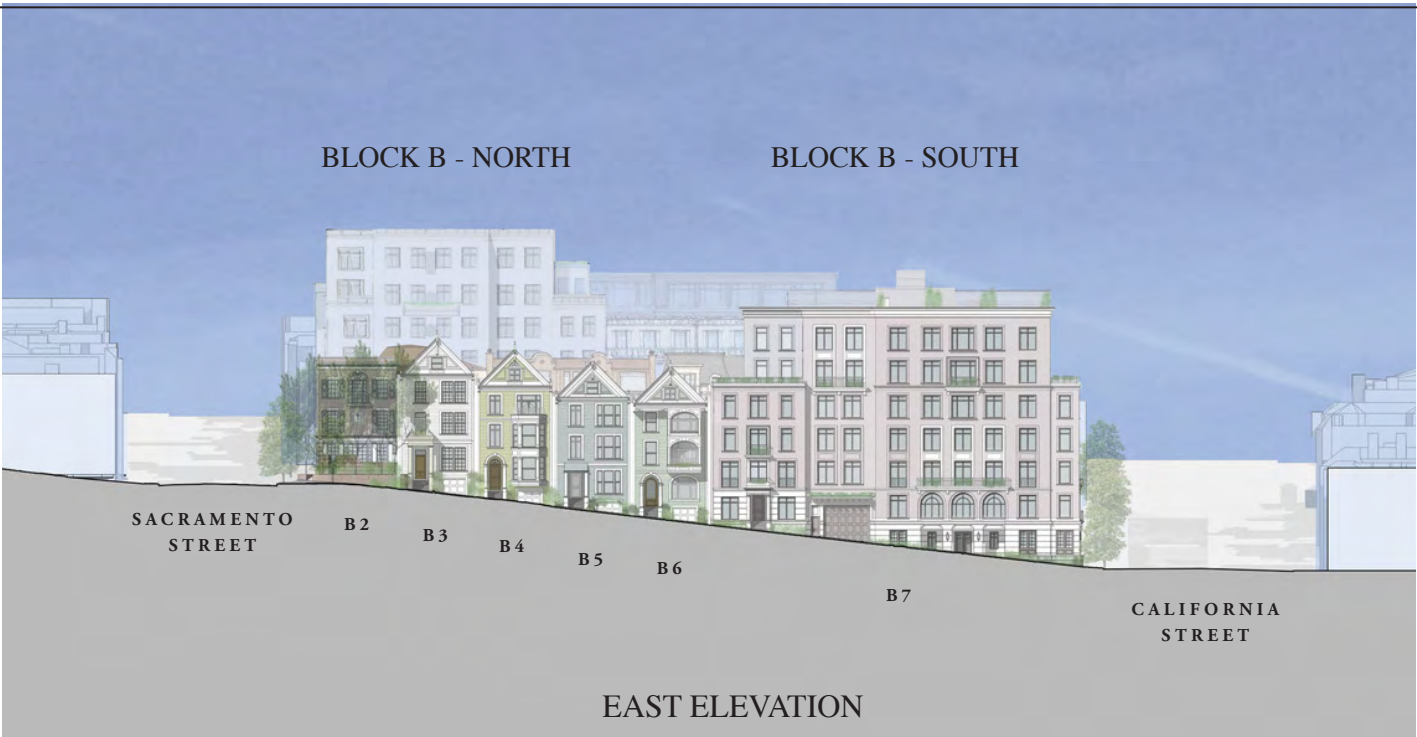 BLOCK B - NORTH
BLOCK B - SOUTH
SACRAMENTO
STREET
B2
B3
B4
B5
B6
B7
CALIFORNIA
STREET
EAST ELEVATION